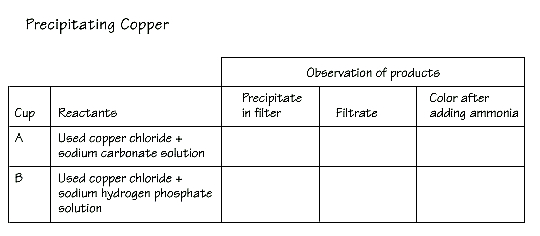 Precipitating Copper
Observation of products
Cup
Reactants
Precipitate
in filter
Filtrate
Color after
adding ammonia
A
Used copper chloride +
sodium carbonate solution
B
Used copper chloride +
sodium hydrogen phosphate
solution